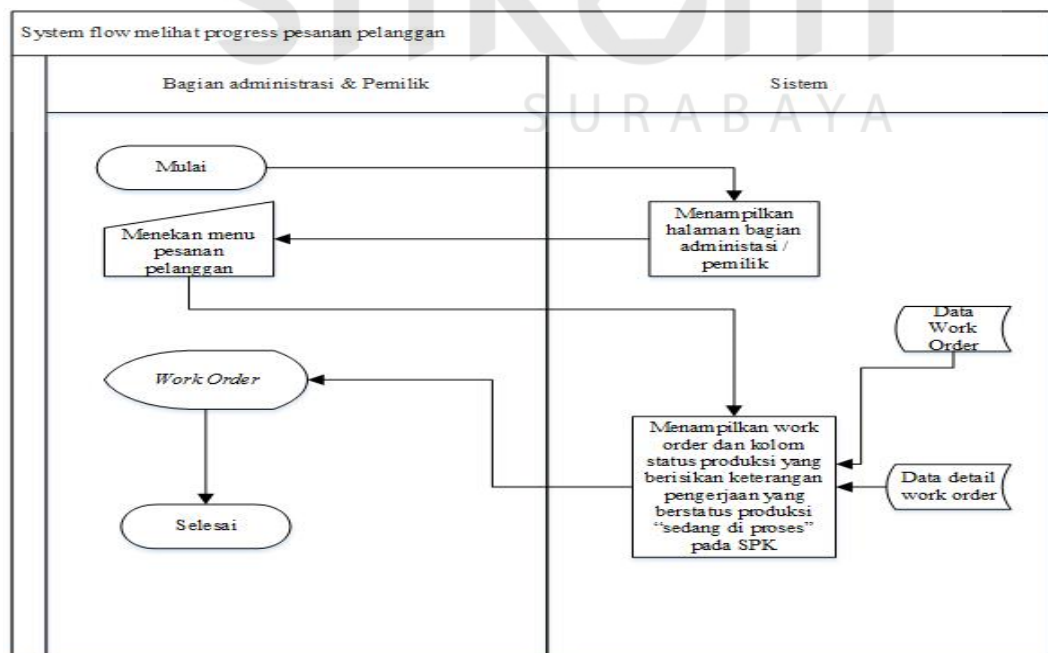 System flow melihat progress pesanan pelanggan
Bagian administrasi & Pemilik
Sistem
SURABAYA
Mulai
Menampilkan
halaman bagian
administasi /
pemilik
Menekan menu
pesanan
pelanggan
Data
Work
Order
Work Order
Menampilkan work
order dan kolom
status produksi yang
berisikan keterangan
pengerjaan yang
berstatus produksi
“sedang di proses”
pada SPK
Data detail
work order
Selesai